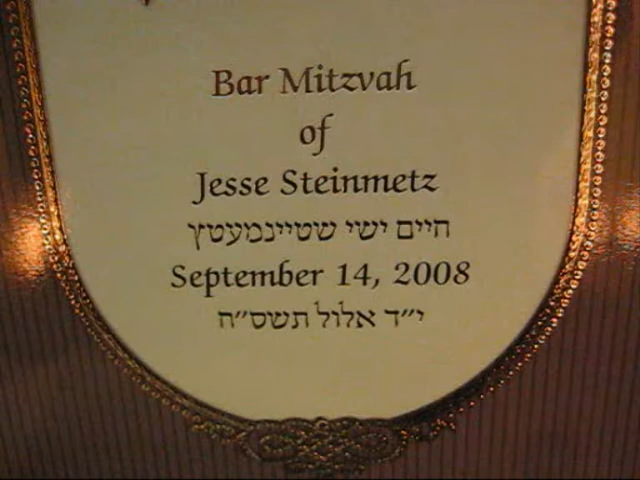 Bar Mitzvah
of
Jesse Steinmetz
חיים ישי שטיינמעטץ
September 14, 2008
י״ד אלול תשס״ח